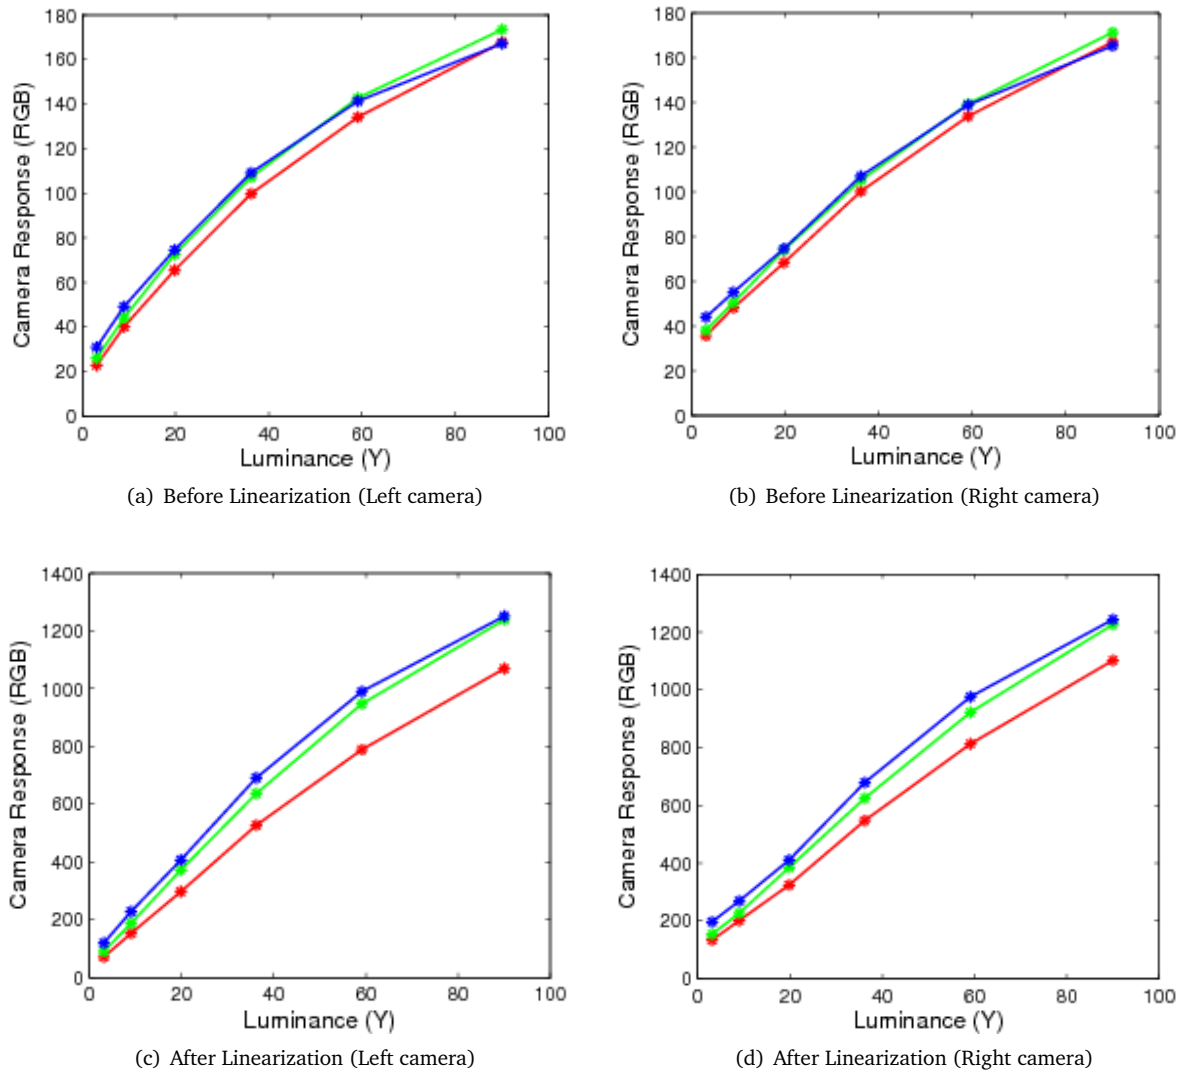 180
160
140
120
100
80
60
40
20
0
Camera Response (RGB)
0 20 40 60 80 100
Luminance (Y)
(a) Before Linearization (Left camera)
180
160
140
120
100
80
60
40
20
0
Camera Response (RGB)
0 20 40 60 80 100
Luminance (Y)
(b) Before Linearization (Right camera)
1400
1200
1000
800
600
400
200
0
Camera Response (RGB)
0 20 40 60 80 100
Luminance (Y)
(c) After Linearization (Left camera)
1400
1200
1000
800
600
400
200
0
Camera Response (RGB)
0 20 40 60 80 100
Luminance (Y)
(d) After Linearization (Right camera)